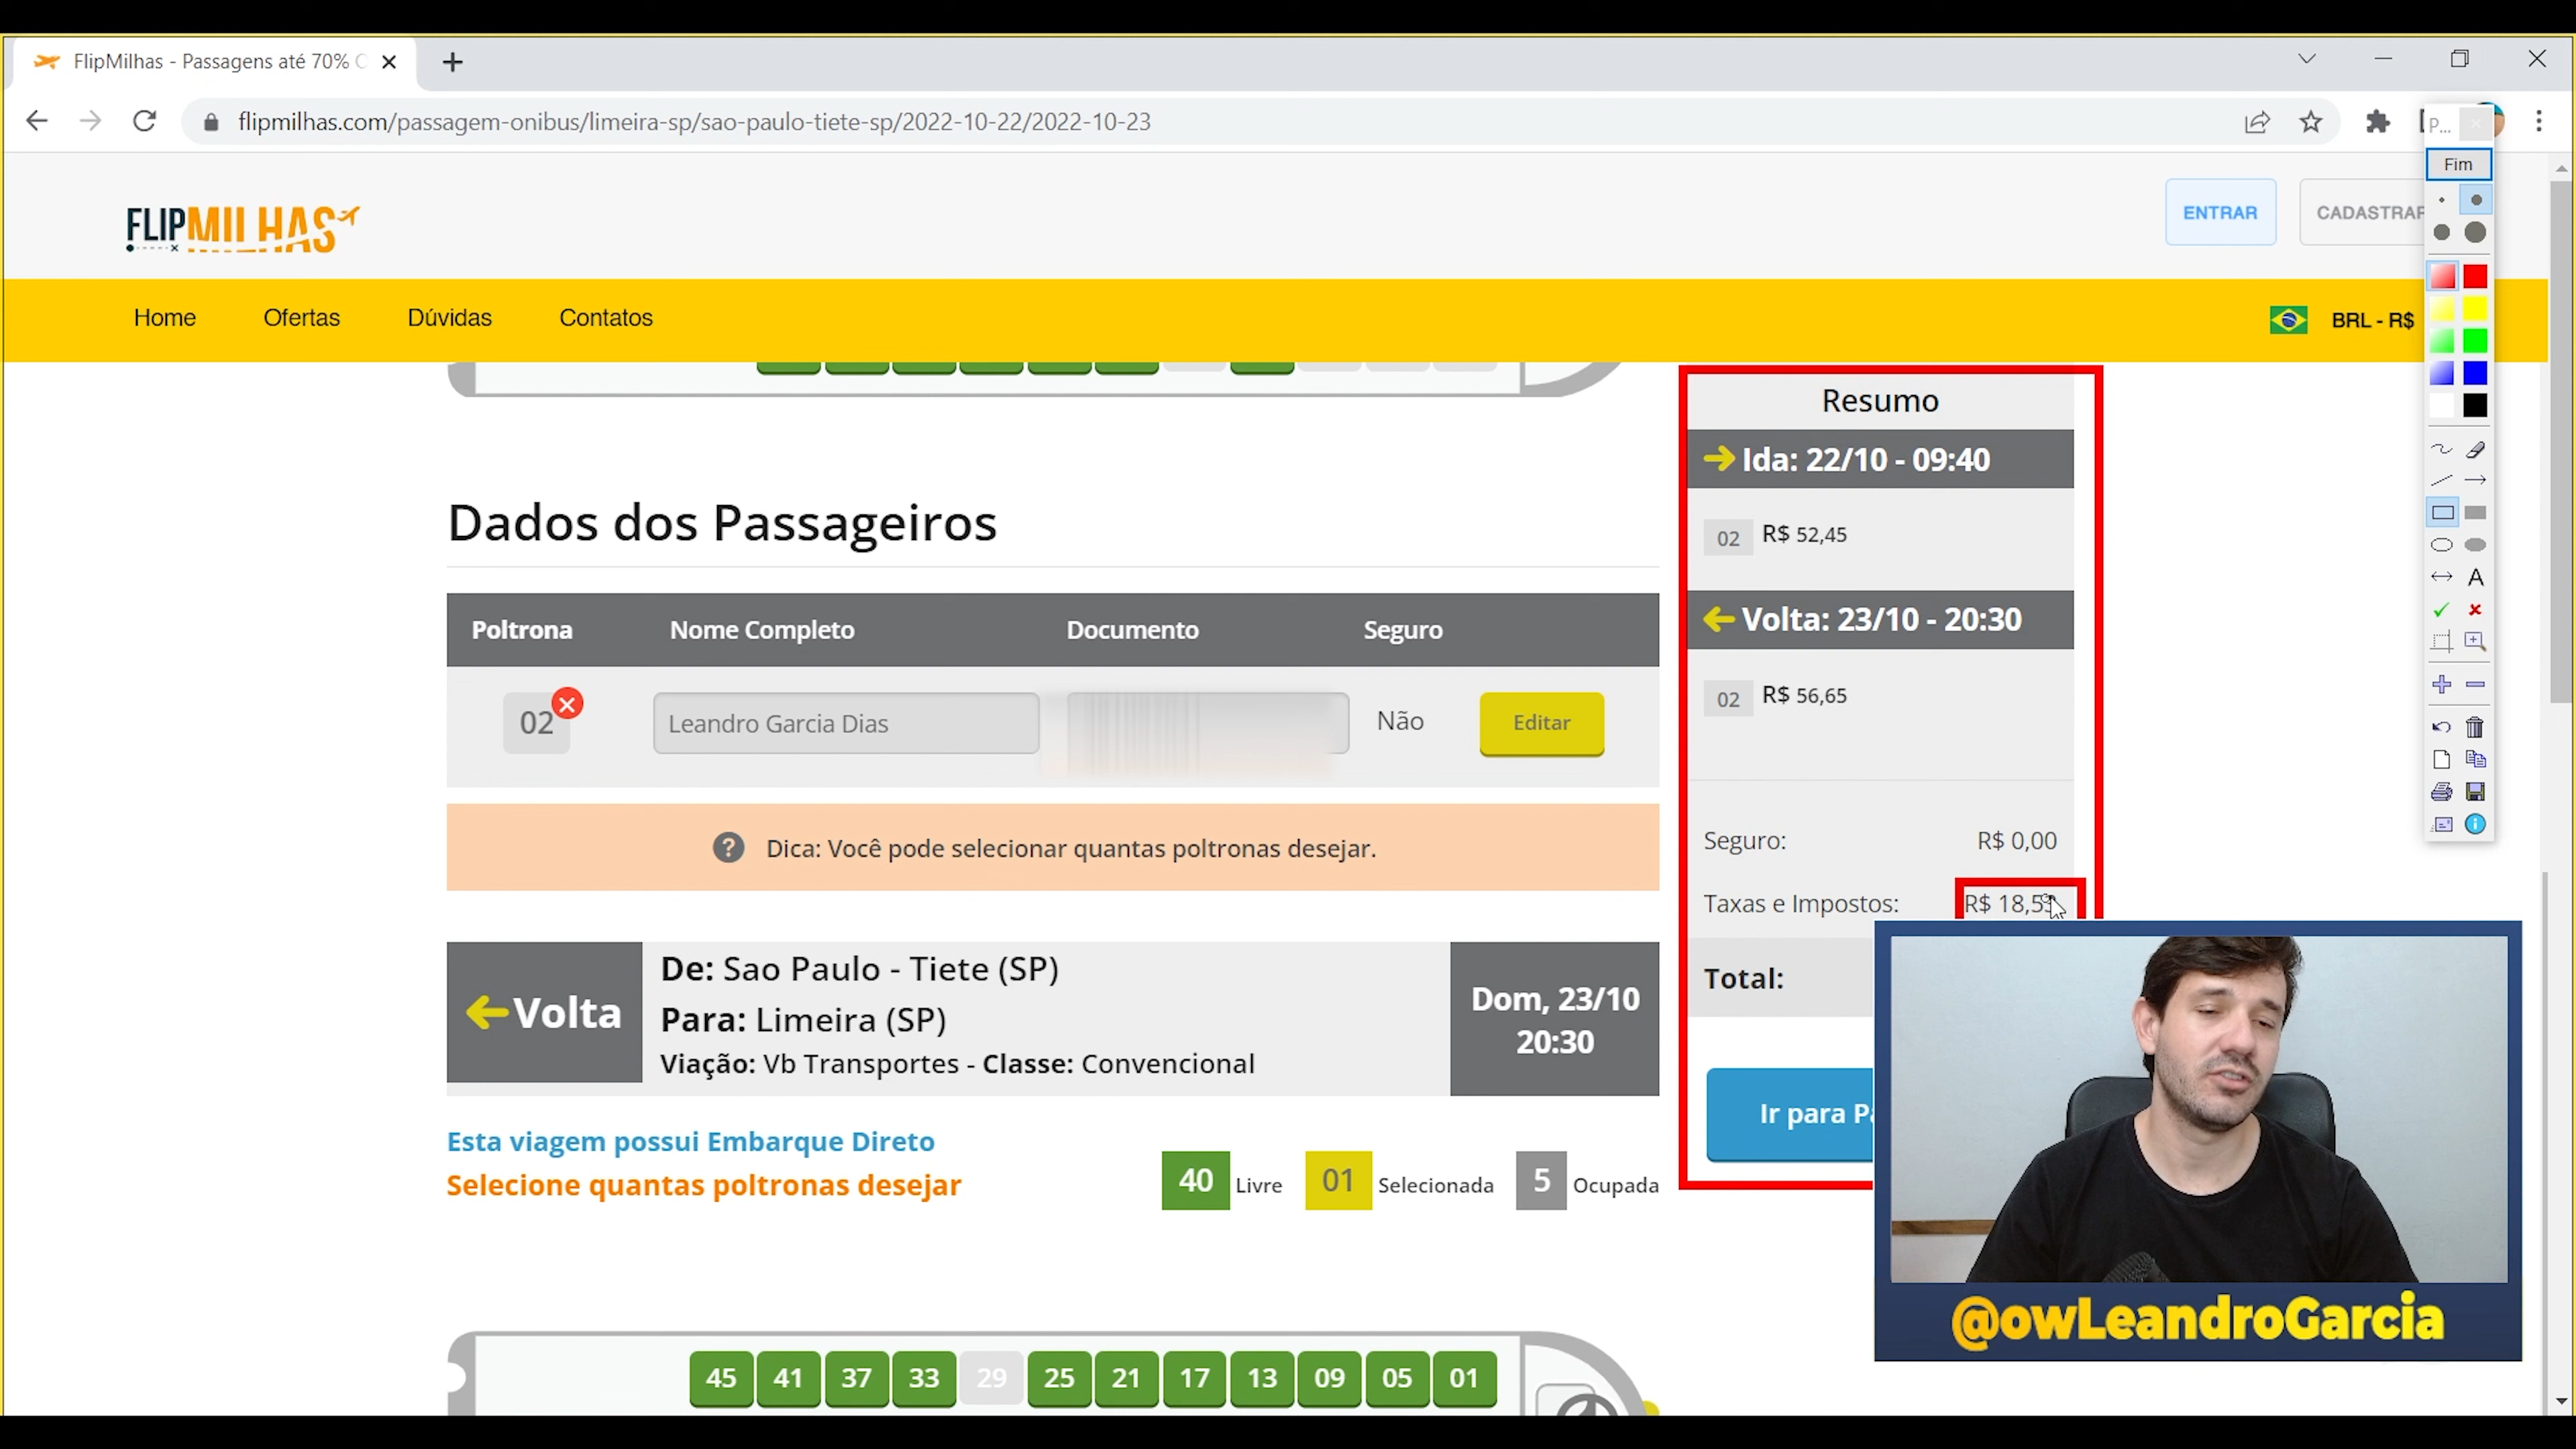 FlipMilhas - Passagens até 70%
flipmilhas.com/passagem-onibus/limeira-sp/sao-paulo-tiete-sp/2022-10-22/2022-10-23
P...
Fim
FLIPMILHAS
ENTRAR
CADASTRAR
Home
Ofertas
Dúvidas
Contatos
BRL - R$
Resumo
Ida: 22/10 - 09:40
02 R$ 52,45
Volta: 23/10 - 20:30
02 R$ 56,65
Seguro: R$ 0,00
Taxas e Impostos: R$ 18,5
Total:
Ir para
Dados dos Passageiros
Poltrona Nome Completo Documento Seguro
02 Leandro Garcia Dias Não Editar
? Dica: Você pode selecionar quantas poltronas desejar.
Volta
De: Sao Paulo - Tiete (SP)
Para: Limeira (SP)
Viação: Vb Transportes - Classe: Convencional
Dom, 23/10
20:30
Esta viagem possui Embarque Direto
Selecione quantas poltronas desejar
40 Livre 01 Selecionada 5 Ocupada
45 41 37 33 29 25 21 17 13 09 05 01
A
@owLeandroGarcia